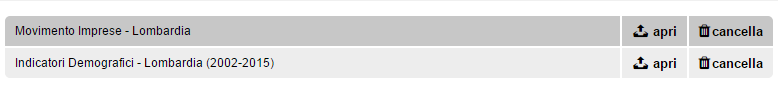 Movimento Imprese - Lombardia apri cancella
Indicatori Demografici - Lombardia (2002-2015) apri cancella